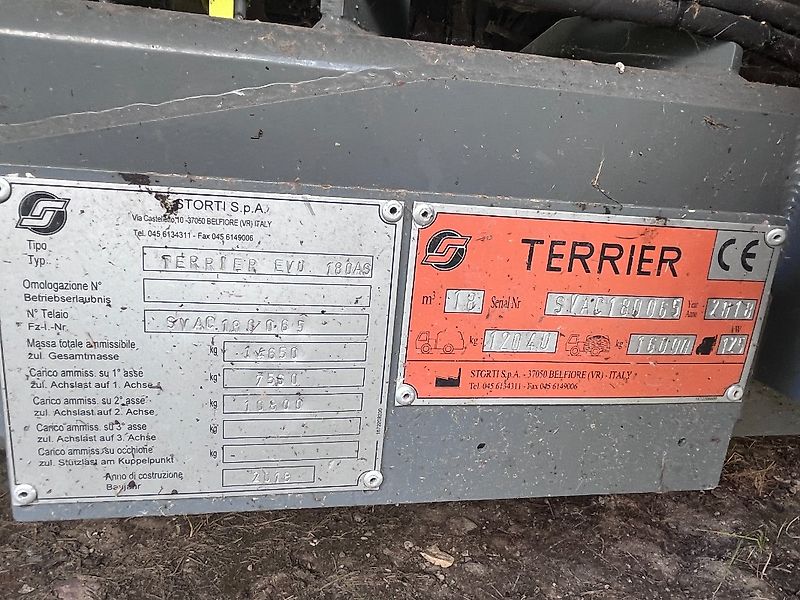 STORTI S.p.A.
Via Castelletto,10 -37050 BELFIORE (VR) ITALY
Tel. 045 6134311 - Fax 045 6149006
Tipo
Typ
TERRIER EVO 180AS
Omologazione N°
Betriebserlaubnis
N° Telaio
Fz-I.-Nr.
SVAC180065
Massa totale ammissibile
zul. Gesamtmasse
kg
Carico ammiss. su 1° asse
zul. Achslast auf 1. Achse
kg
7550
Carico ammiss. su 2° asse
zul. Achslast auf 2. Achse
kg
10800
Carico ammiss. su 3° asse
zul. Achslast auf 3. Achse
kg
-
Carico ammiss. su occhione
zul. Stützlast am Kuppelpunkt
kg
-
Anno di costruzione
Baujahr
2018
TERRIER
CE
m³ 18 Serial Nr SVAC180065 Year Anno 2018
kg 12040 kg 16000 kW
STORTI S.p.A. - 37050 BELFIORE (VR) - ITALY
Tel. 045 6134311 - Fax 045 6149006